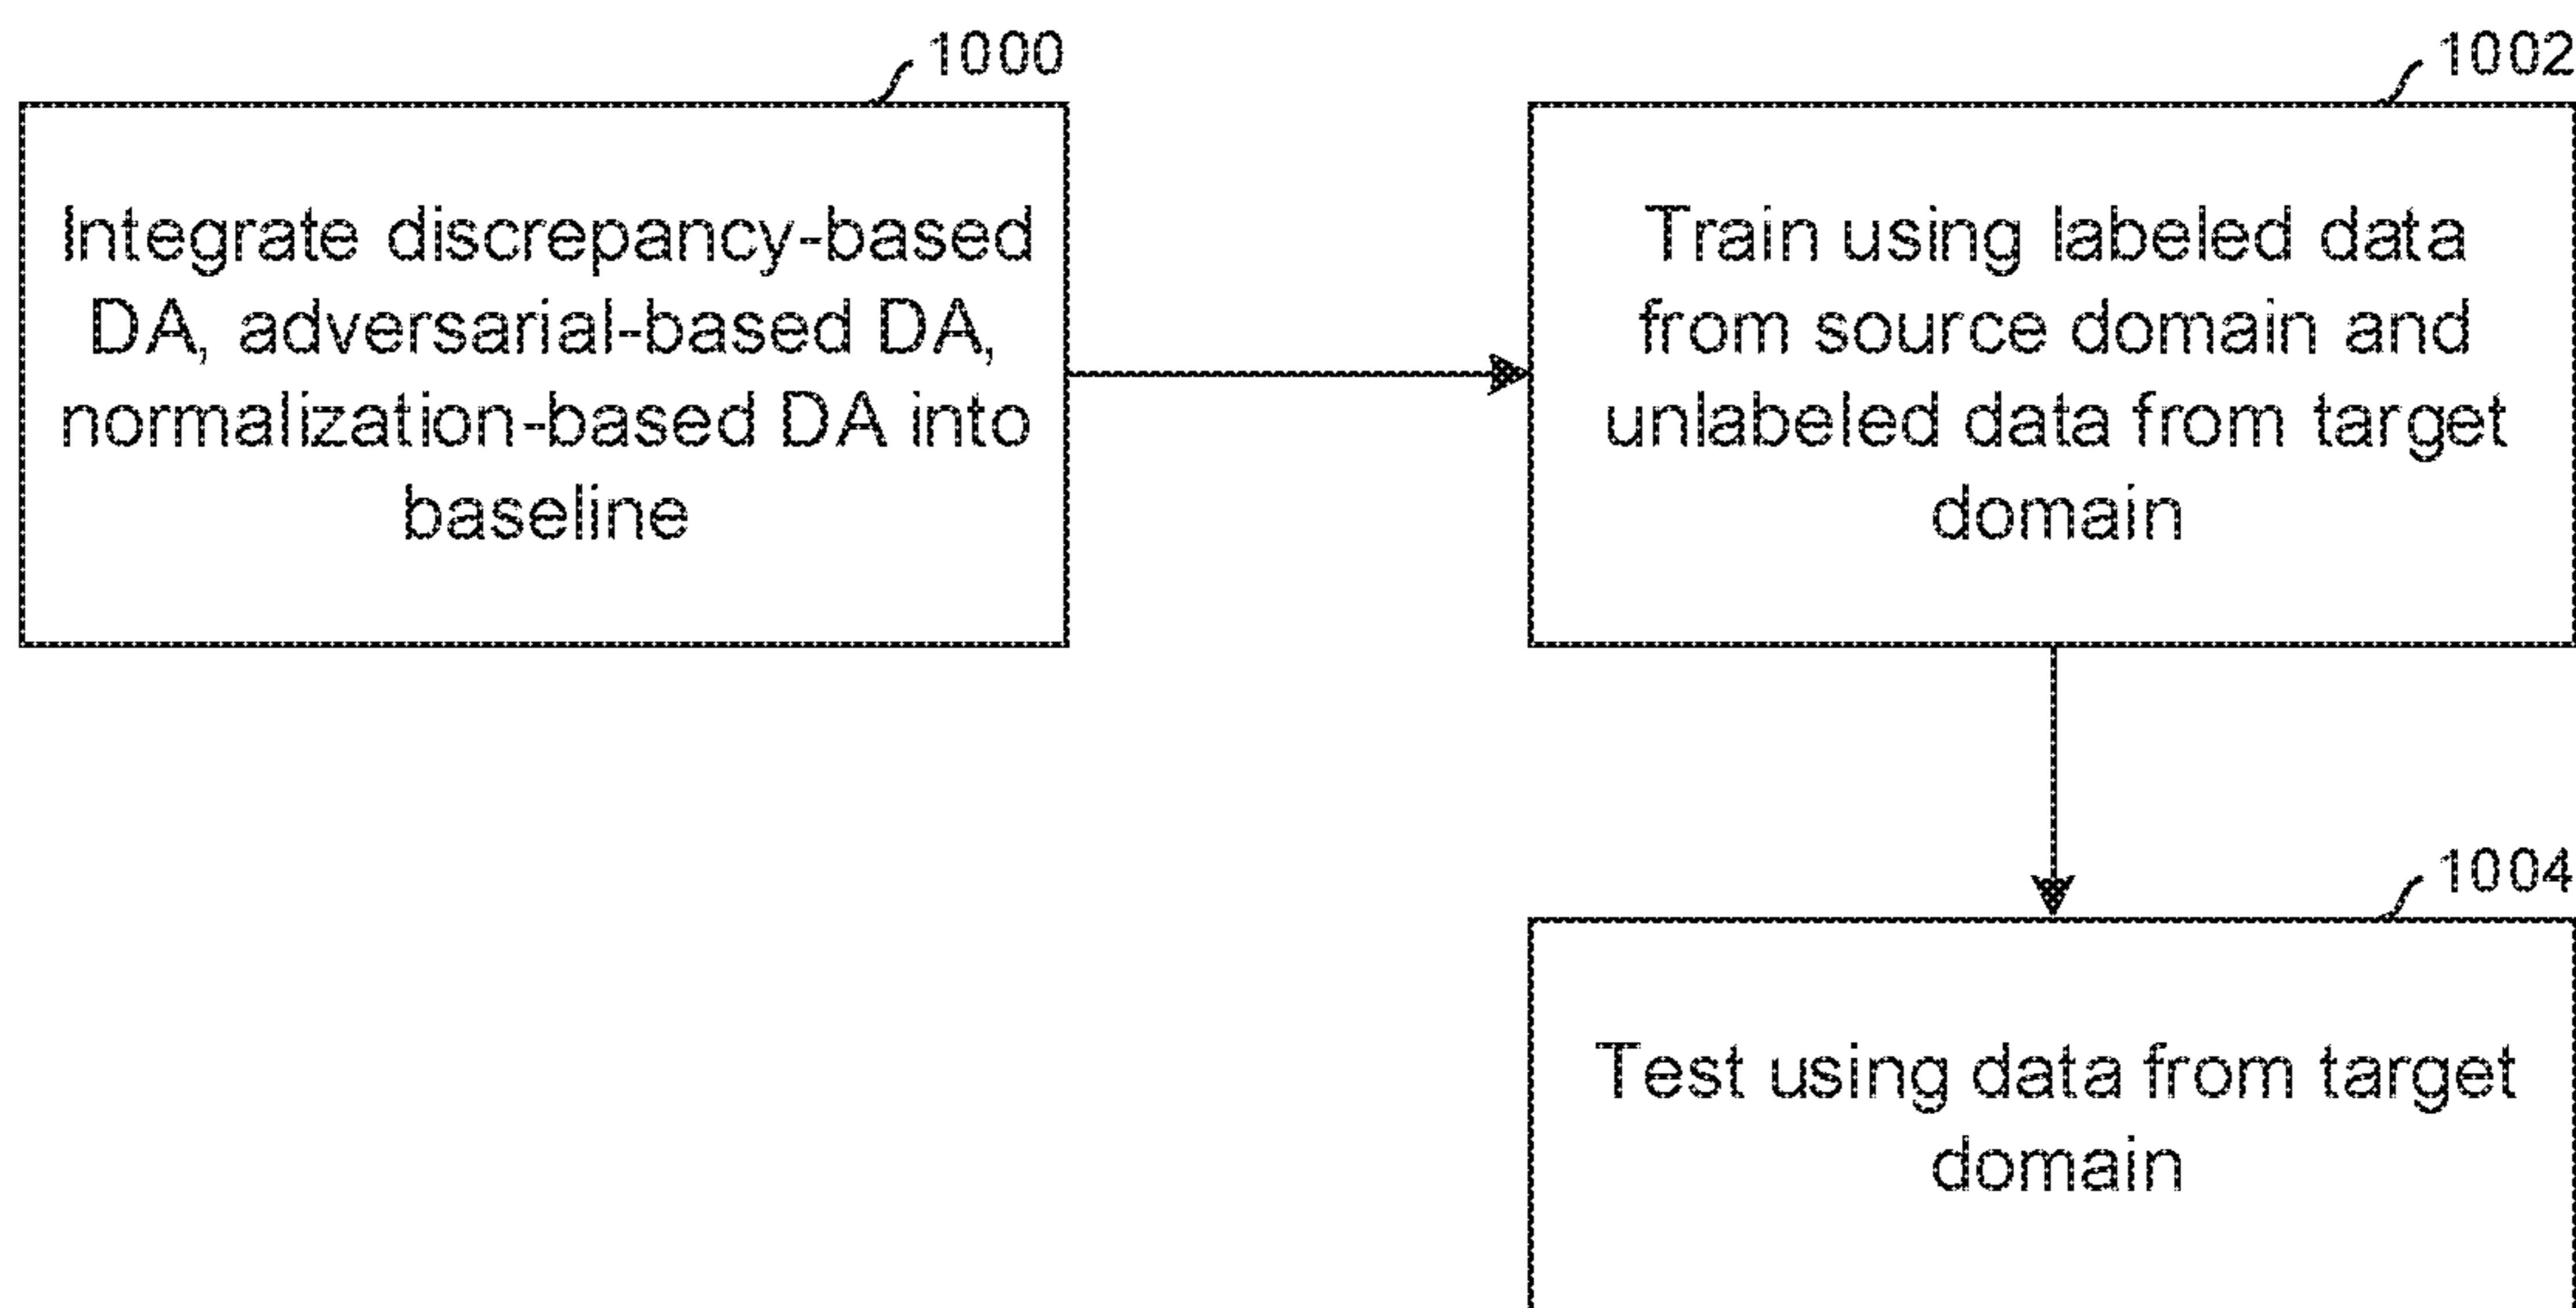 1000
Integrate discrepancy-based
DA, adversarial-based DA,
normalization-based DA into
baseline
1002
Train using labeled data
from source domain and
unlabeled data from target
domain
1004
Test using data from target
domain